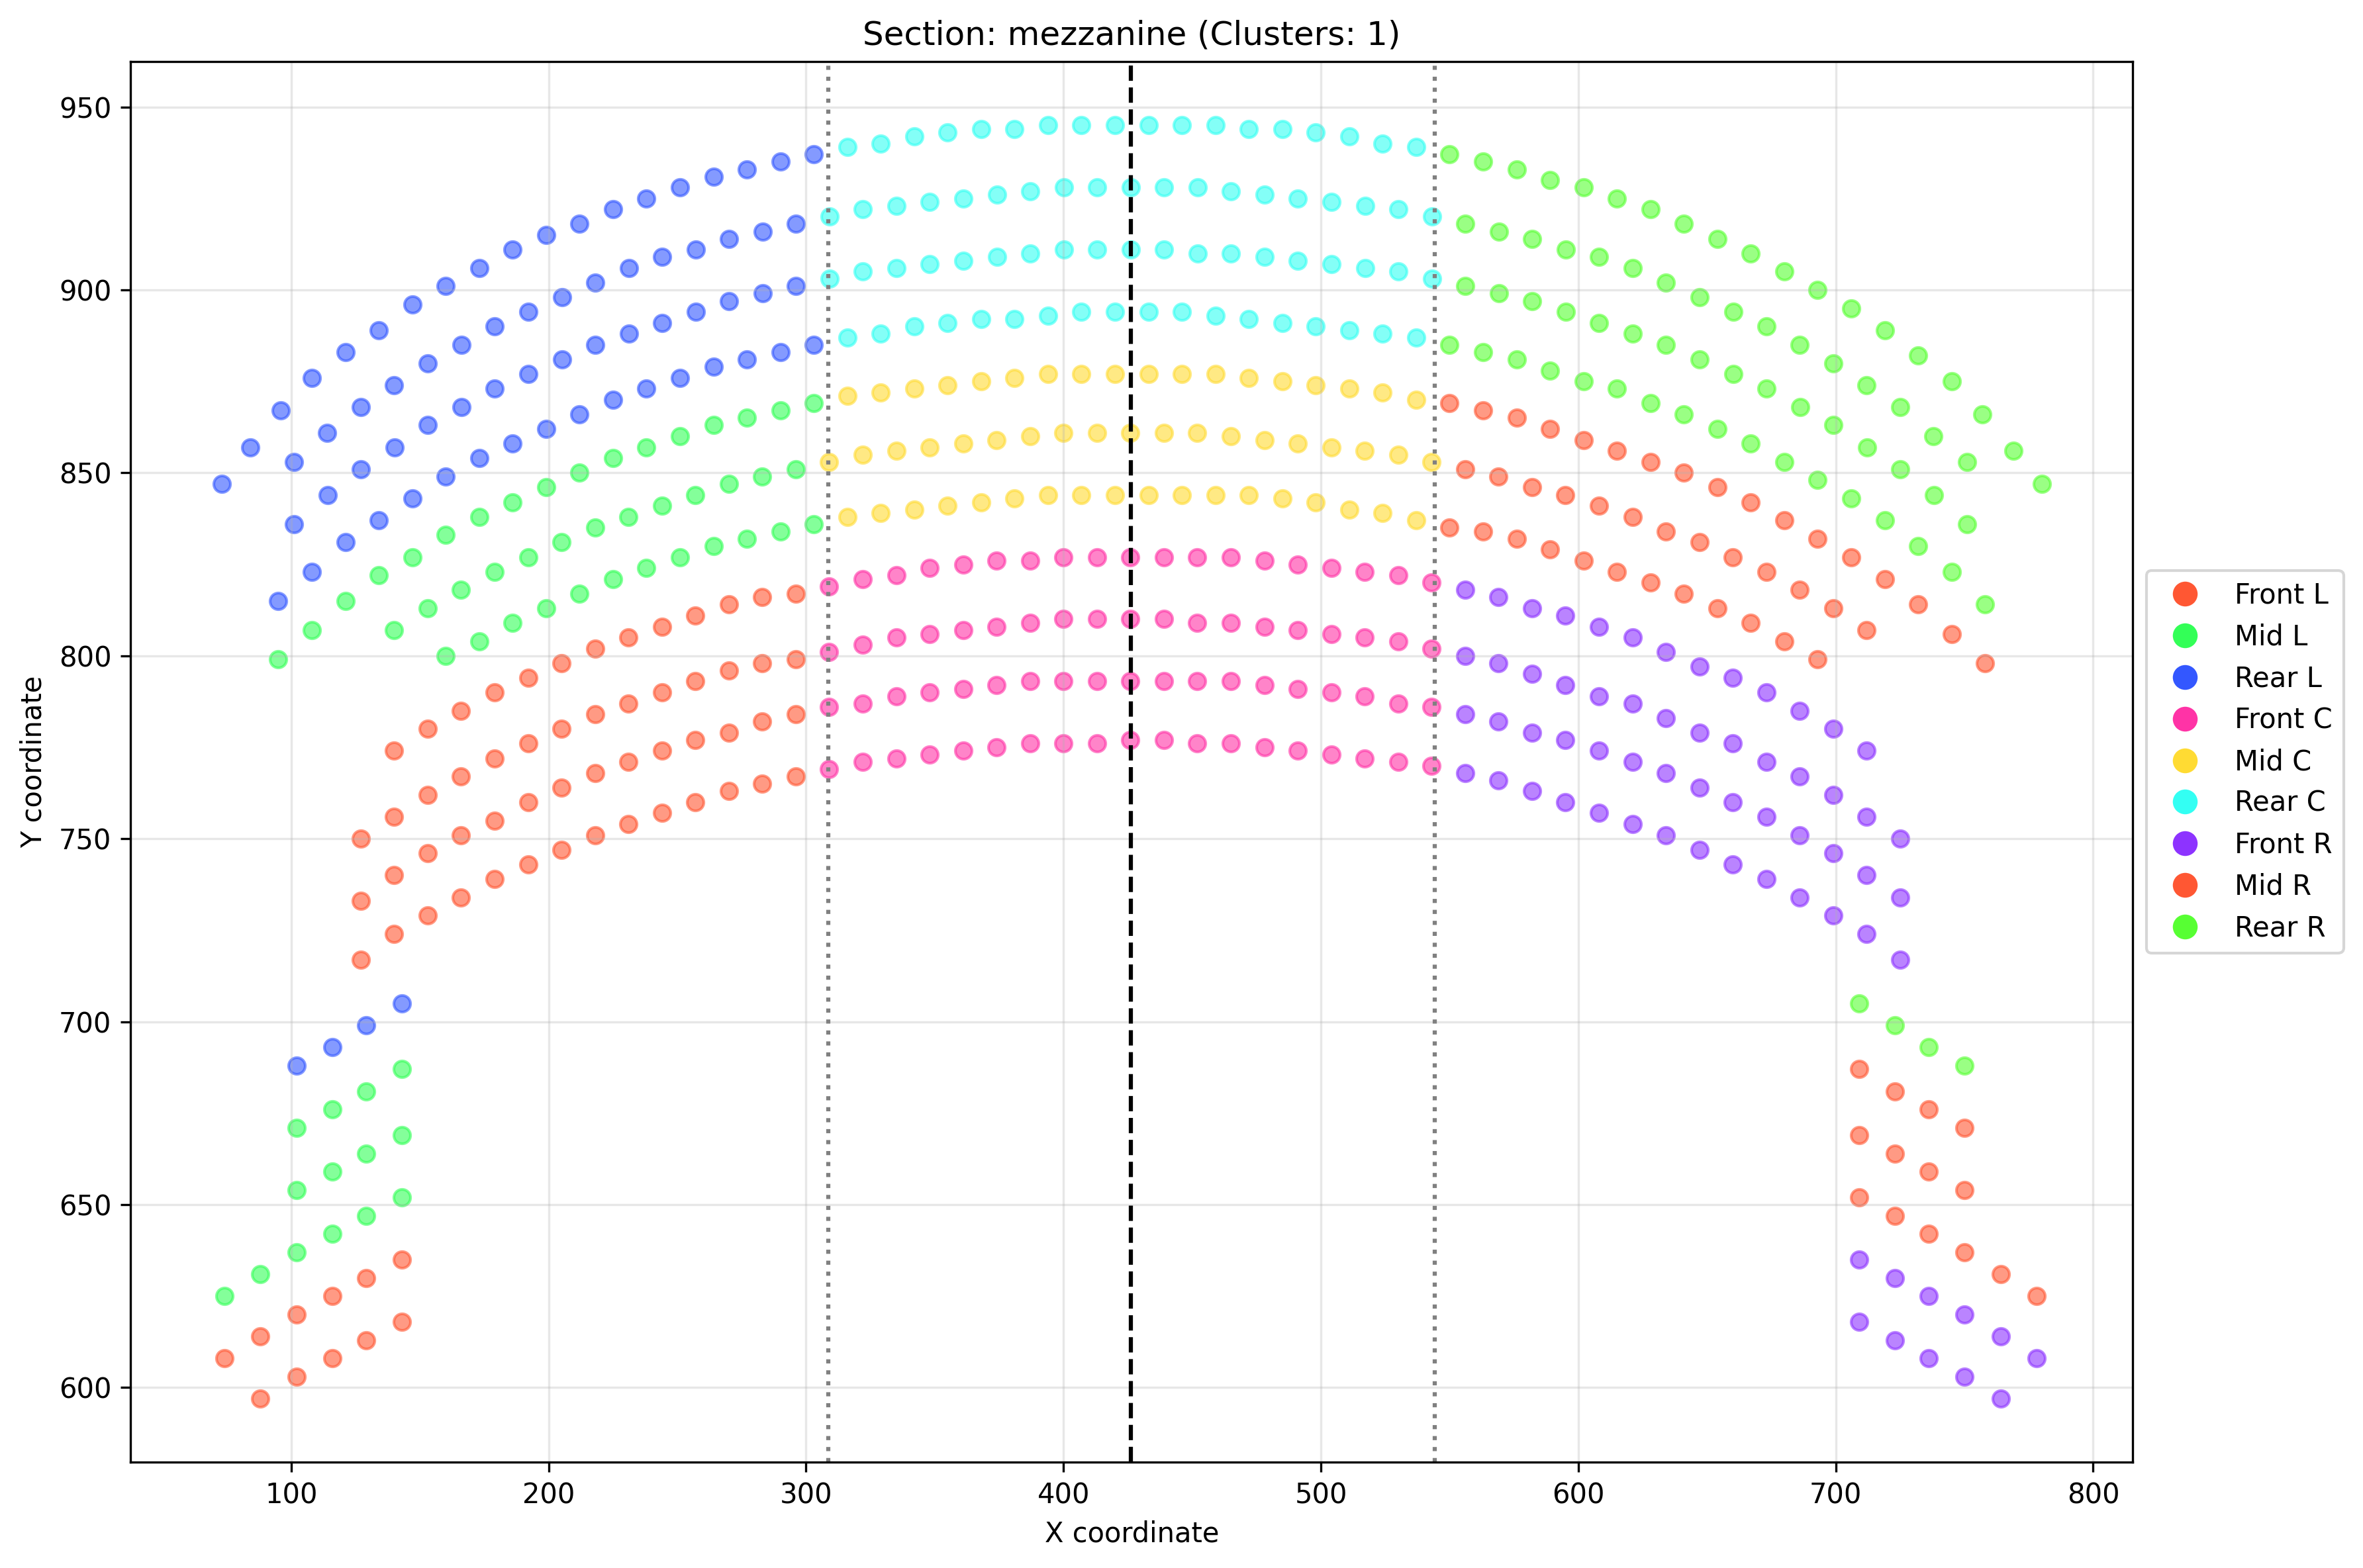 Section: mezzanine (Clusters: 1)
950
900
850
800
750
700
650
600
Y coordinate
100 200 300 400 500 600 700 800
X coordinate
Front L
Mid L
Rear L
Front C
Mid C
Rear C
Front R
Mid R
Rear R